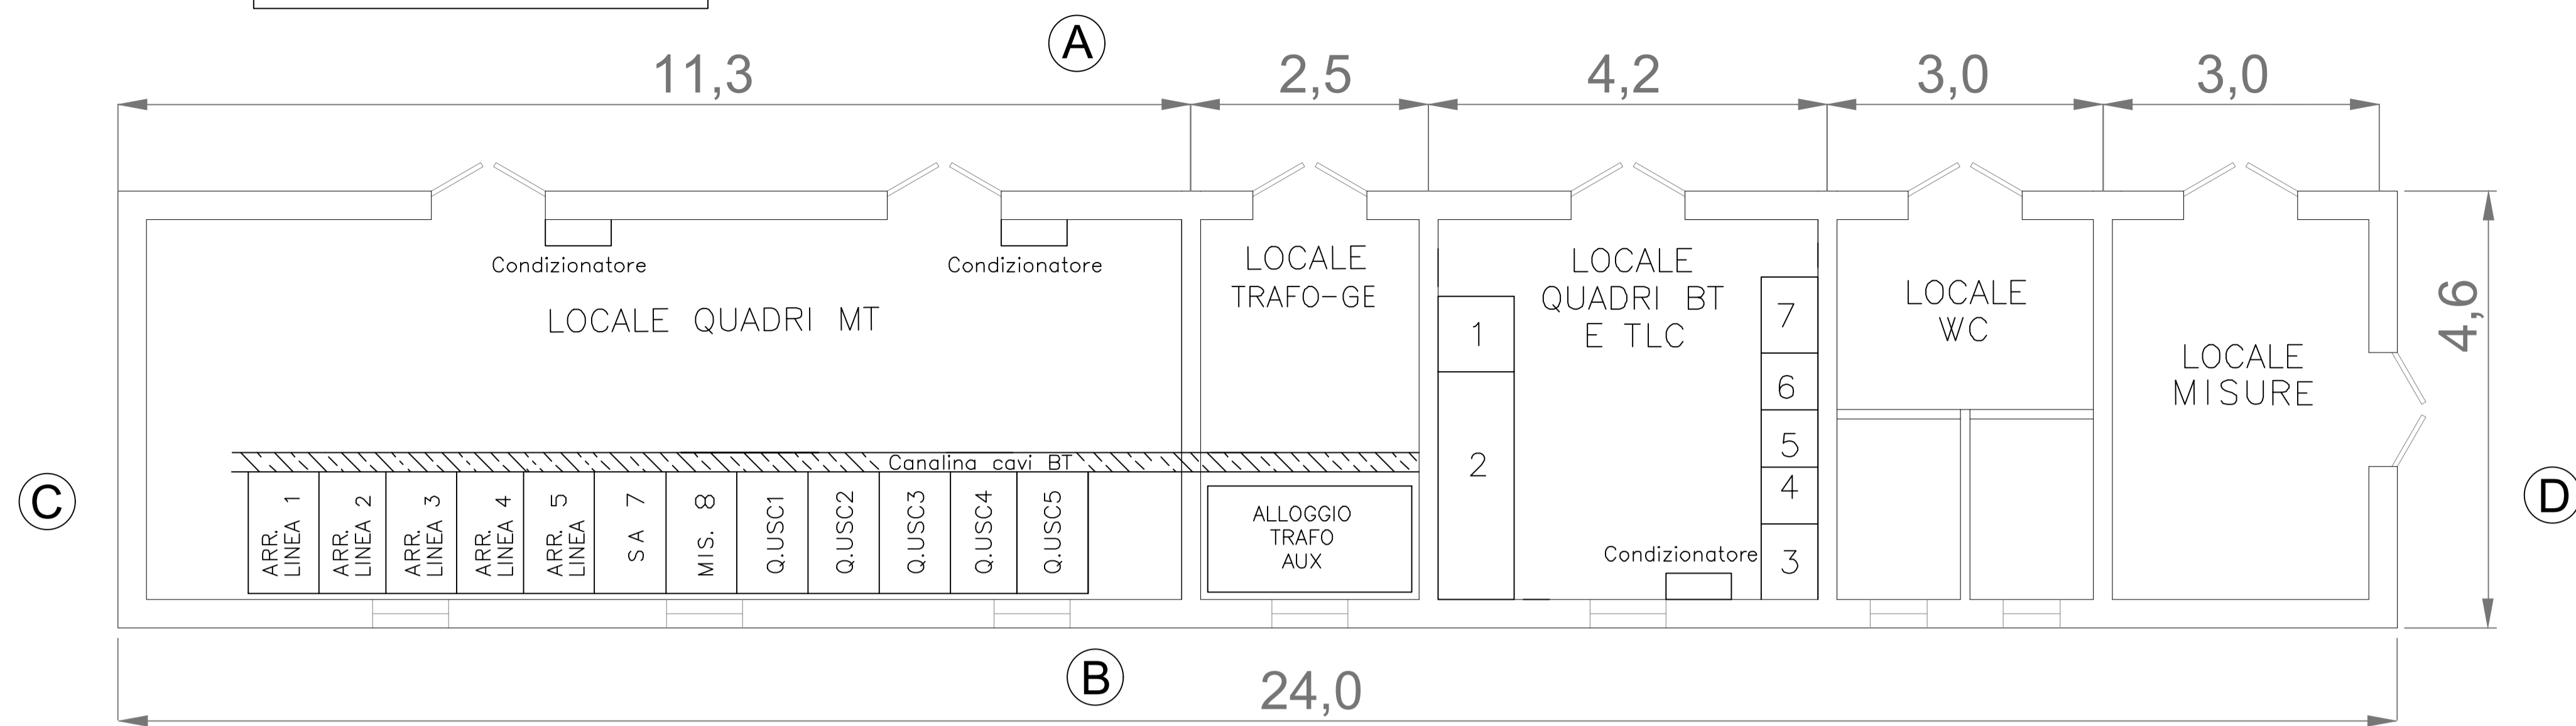 A
11,3
2,5
4,2
3,0
3,0
Condizionatore
Condizionatore
LOCALE QUADRI MT
LOCALE
TRAFO-GE
LOCALE
QUADRI BT
E TLC
LOCALE
WC
LOCALE
MISURE
4,6
1
2
7
6
5
4
3
Canalina cavi BT
C
D
ARR.
LINEA 1
ARR.
LINEA 2
ARR.
LINEA 3
ARR.
LINEA 4
ARR. 5
LINEA
SA 7
MIS. 8
Q.USC1
Q.USC2
Q.USC3
Q.USC4
Q.USC5
ALLOGGIO
TRAFO
AUX
Condizionatore
B
24,0